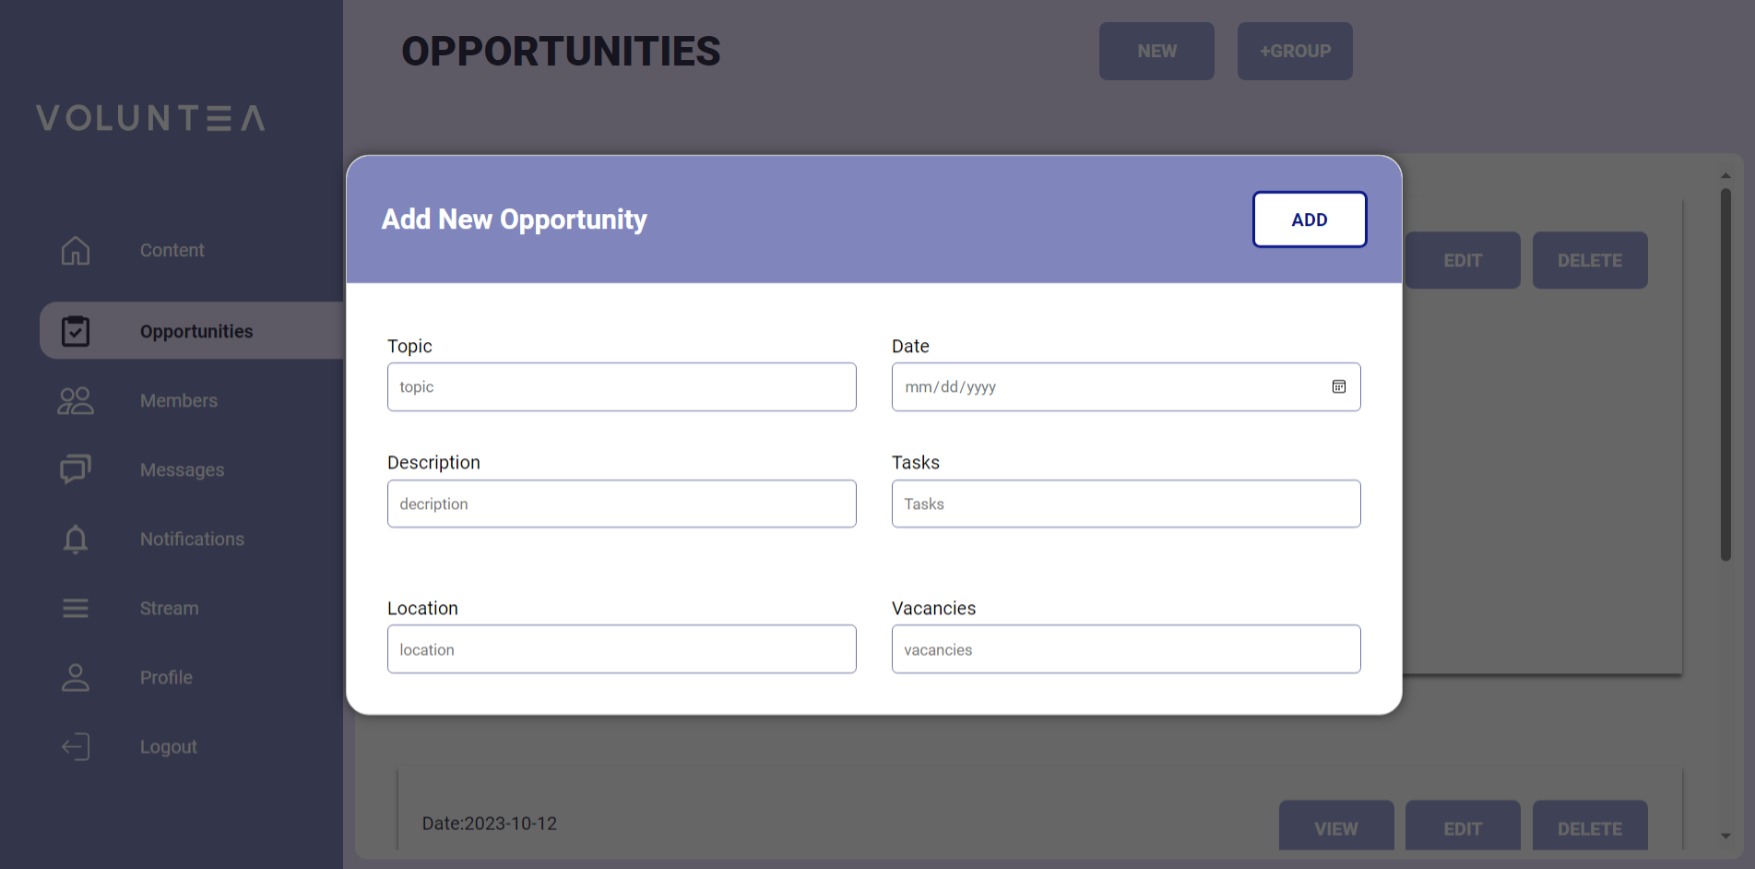 VOLUNTEA
Content
Opportunities
Members
Messages
Notifications
Stream
Profile
Logout
OPPORTUNITIES
NEW
+GROUP
EDIT
DELETE
Add New Opportunity
ADD
Topic
topic
Date
mm/dd/yyyy
Description
decription
Tasks
Tasks
Location
location
Vacancies
vacancies
Date:2023-10-12
VIEW
EDIT
DELETE